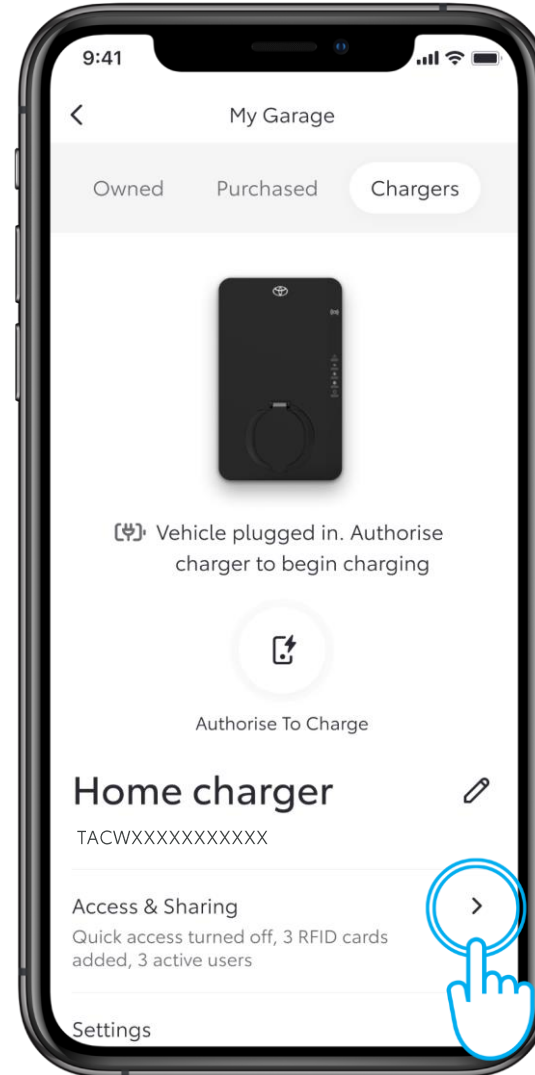 9:41
My Garage
Owned Purchased Chargers
Vehicle plugged in. Authorise
charger to begin charging
Authorise To Charge
Home charger
TACWXXXXXXXXXXX
Access & Sharing
Quick access turned off, 3 RFID cards
added, 3 active users
Settings